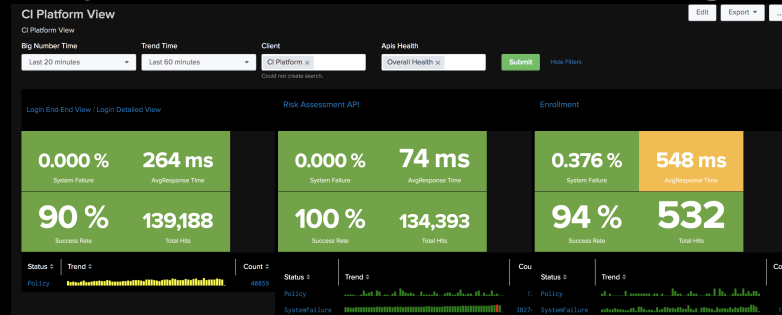 CI Platform View
Edit
Export
...
CI Platform View
Big Number Time
Trend Time
Client
Apis Health
Last 20 minutes
Last 60 minutes
CI Platform ×
Overall Health ×
Submit
Hide Filters
Could not create search.
Login End-End View / Login Detailed View
Risk Assessment API
Enrollment
0.000 %
System Failure
264 ms
AvgResponse Time
90 %
Success Rate
139,188
Total Hits
0.000 %
System Failure
74 ms
AvgResponse Time
100 %
Success Rate
134,393
Total Hits
0.376 %
System Failure
548 ms
AvgResponse Time
94 %
Success Rate
532
Total Hits
Status
Trend
Count
Policy
40859
Status
Trend
Cou
Policy
SystemFailure
3827
Status
Trend
Co
Policy
SystemFailure